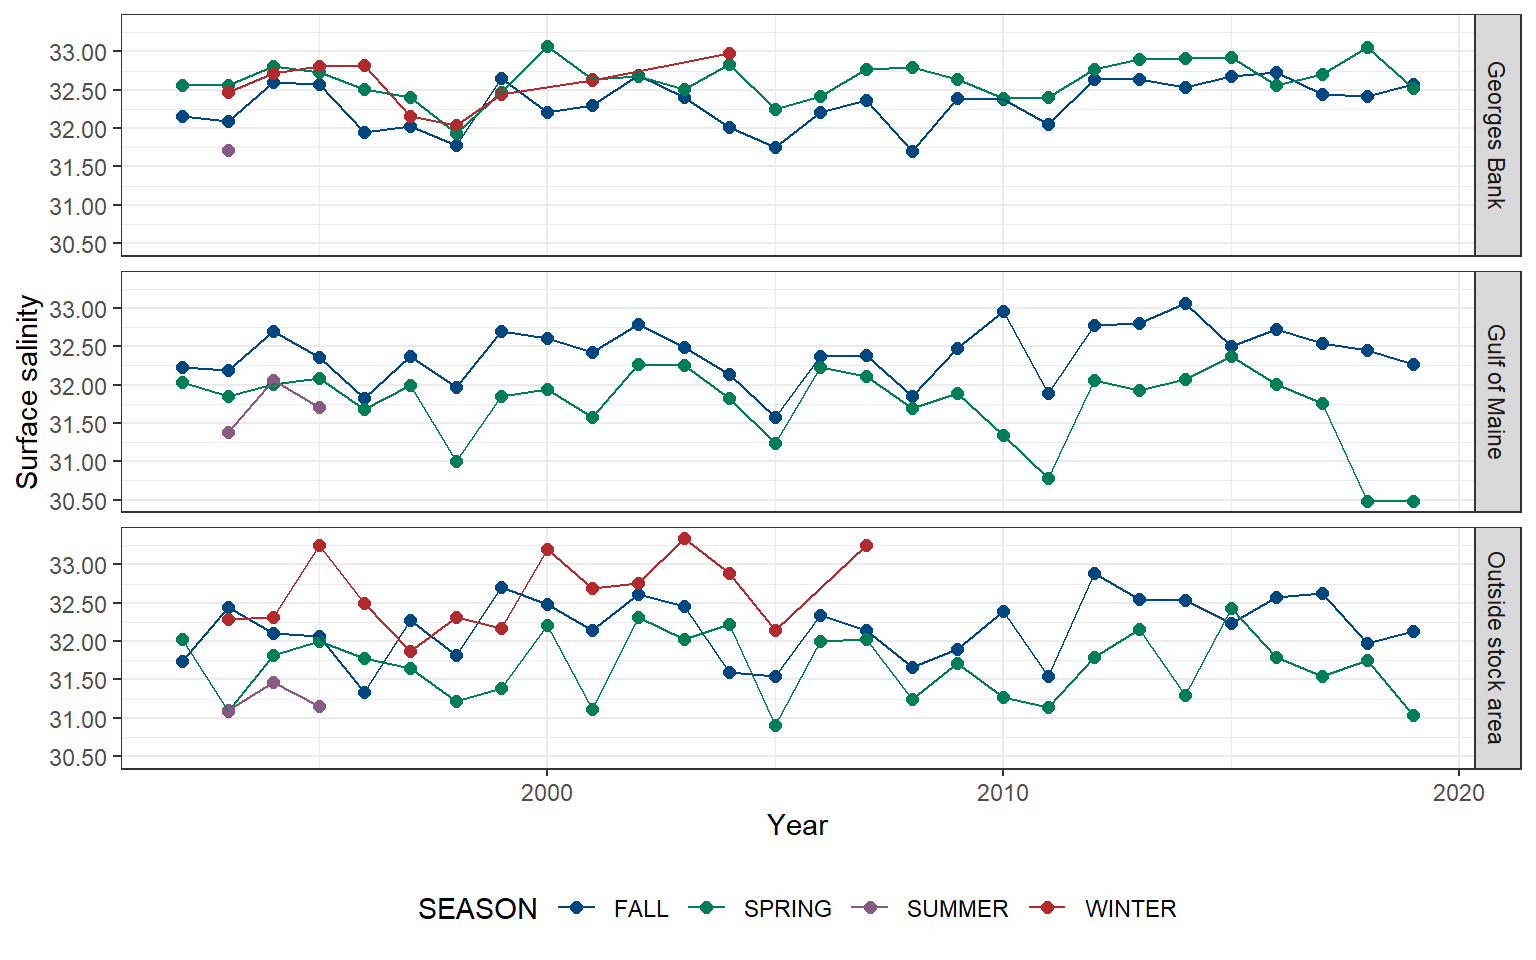 33.00
32.50
32.00
31.50
31.00
30.50
Georges Bank
33.00
32.50
32.00
31.50
31.00
30.50
Gulf of Maine
33.00
32.50
32.00
31.50
31.00
30.50
Outside stock area
Surface salinity
2000 2010 2020
Year
SEASON FALL SPRING SUMMER WINTER